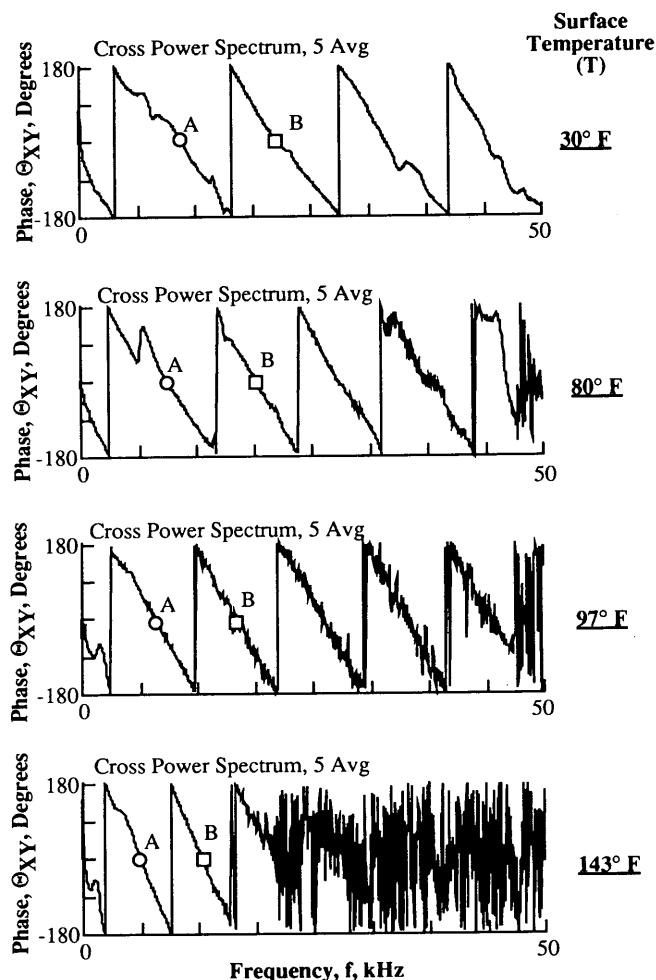 Surface
Temperature
(T)
Cross Power Spectrum, 5 Avg
180
Phase, ΘXY, Degrees
-180
A
B
0
50
30° F
Cross Power Spectrum, 5 Avg
180
Phase, ΘXY, Degrees
-180
A
B
0
50
80° F
Cross Power Spectrum, 5 Avg
180
Phase, ΘXY, Degrees
-180
A
B
0
50
97° F
Cross Power Spectrum, 5 Avg
180
Phase, ΘXY, Degrees
-180
A
B
0
50
143° F
Frequency, f, kHz